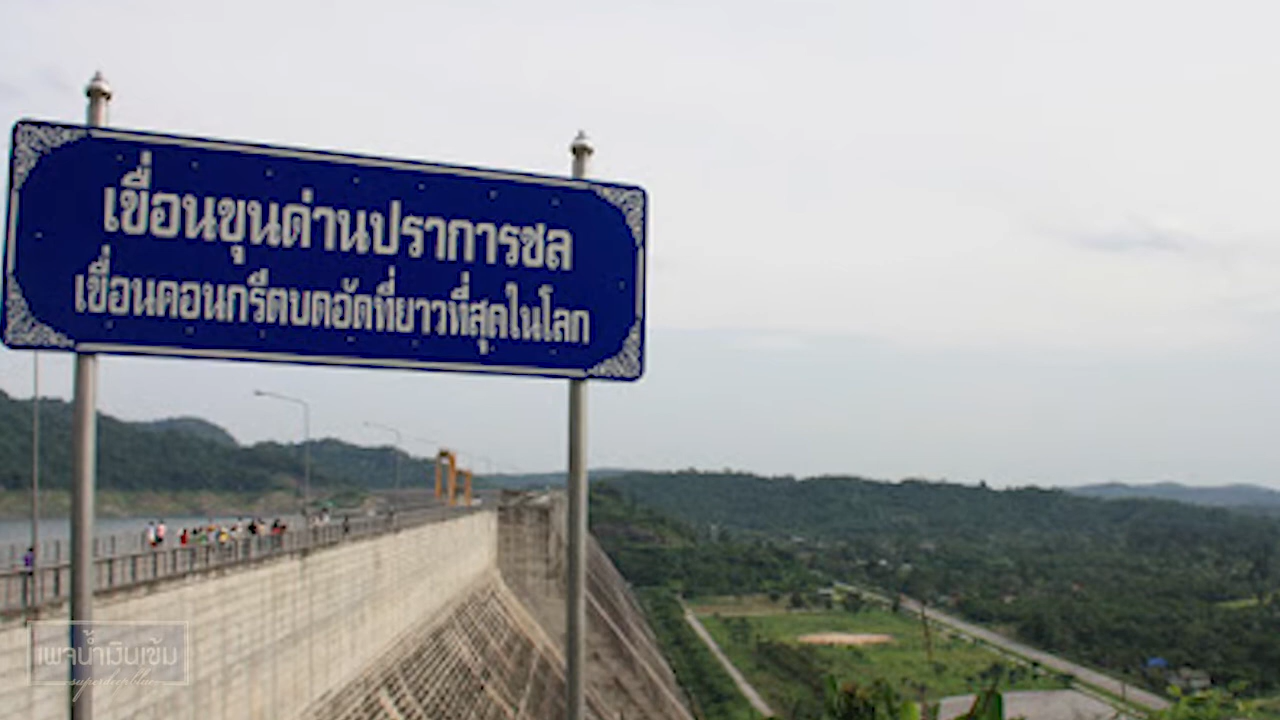 เขื่อนขุนด่านปราการชล
เขื่อนคอนกรีตบดอัดที่ยาวที่สุดในโลก
เพจน้ำเงินเข้ม
superdeepblue